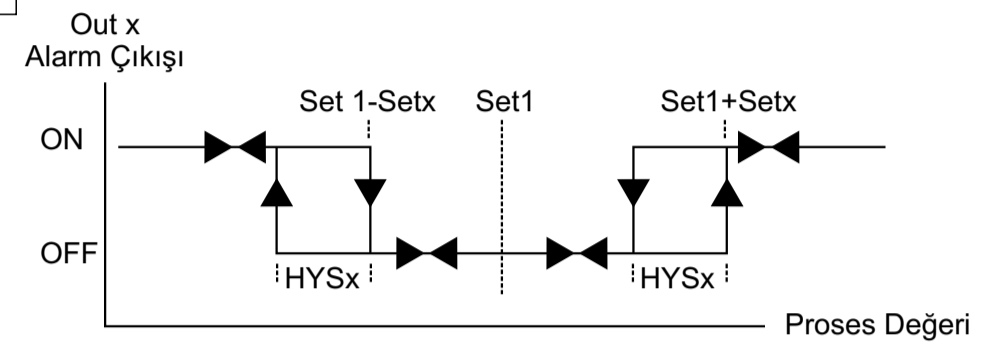 Out x
Alarm Çıkışı
Set 1-Setx Set1 Set1+Setx
ON
OFF
HYSx HYSx
Proses Değeri